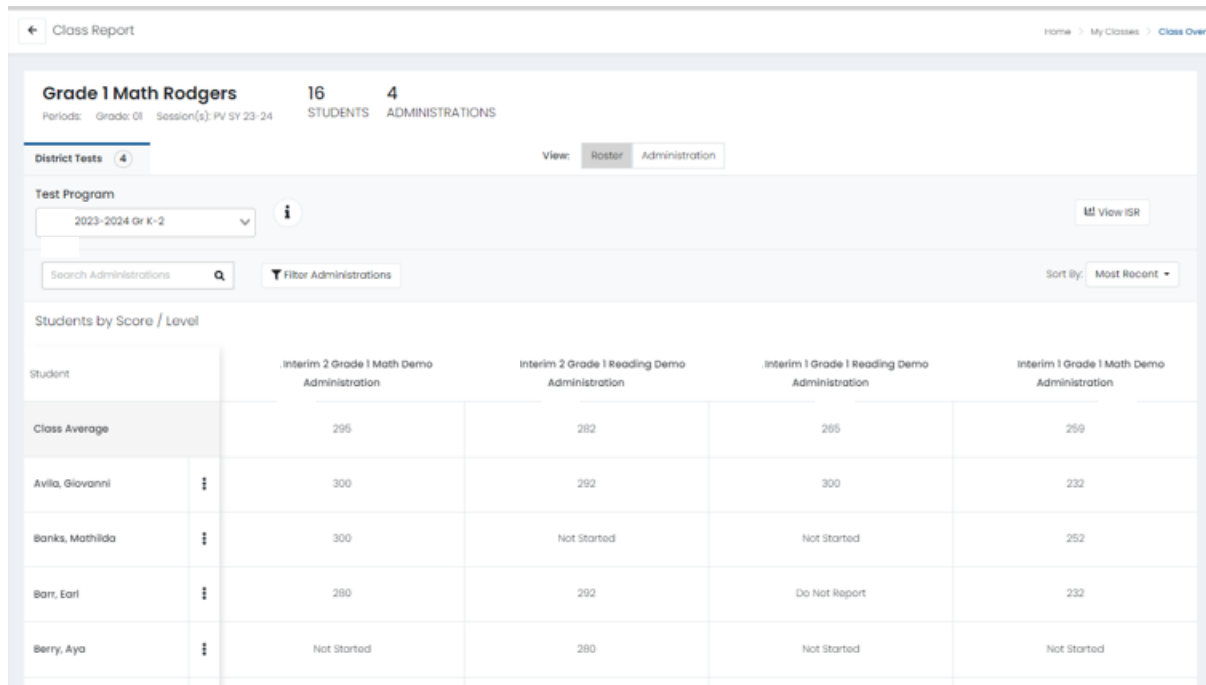 Class Report
Home > My Classes > Class Over
Grade 1 Math Rodgers
16
4
Periods: Grade: 01 Session(s): PV SY 23-24
STUDENTS
ADMINISTRATIONS
District Tests 4
View: Roster Administration
Test Program
2023-2024 Gr K-2
i
View ISR
Search Administrations
Filter Administrations
Sort By: Most Recent
Students by Score / Level
Student
.Interim 2 Grade 1 Math Demo
Administration
Interim 2 Grade 1 Reading Demo
Administration
.Interim 1 Grade 1 Reading Demo
Administration
Interim 1 Grade 1 Math Demo
Administration
Class Average 295 282 265 259
Avila, Giovanni 300 292 300 232
Banks, Mathilda 300 Not Started Not Started 252
Barr, Earl 280 292 Do Not Report 232
Berry, Aya Not Started 280 Not Started Not Started